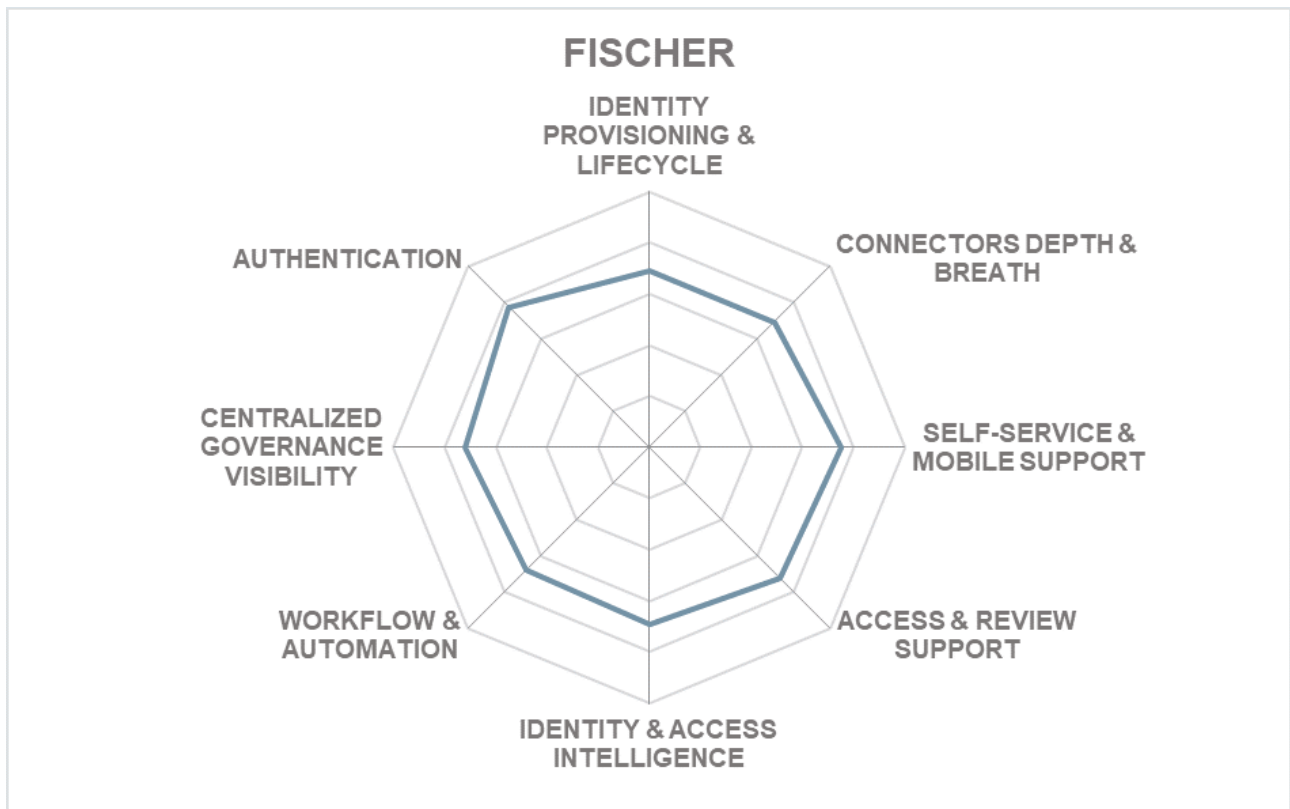 FISCHER
IDENTITY
PROVISIONING &
LIFECYCLE
CONNECTORS DEPTH &
BREATH
SELF-SERVICE &
MOBILE SUPPORT
ACCESS & REVIEW
SUPPORT
IDENTITY & ACCESS
INTELLIGENCE
WORKFLOW &
AUTOMATION
CENTRALIZED
GOVERNANCE
VISIBILITY
AUTHENTICATION